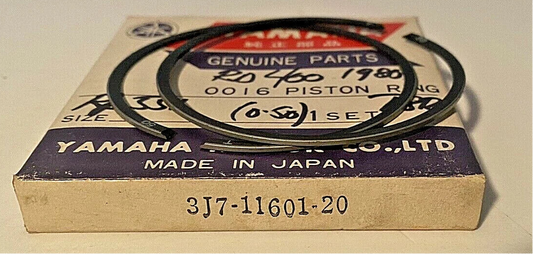 YAMAHA
純正部品
GENUINE PARTS
RD 400 1980
0016 PISTON RING
SIZE (0-50) 1 SET
YAMAHA CO.,LTD
MADE IN JAPAN
3J7-11601-20